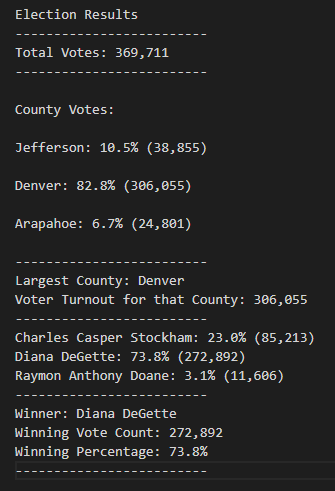 Election Results
-------------------------
Total Votes: 369,711
-------------------------
County Votes:
Jefferson: 10.5% (38,855)
Denver: 82.8% (306,055)
Arapahoe: 6.7% (24,801)
-------------------------
Largest County: Denver
Voter Turnout for that County: 306,055
-------------------------
Charles Casper Stockham: 23.0% (85,213)
Diana DeGette: 73.8% (272,892)
Raymon Anthony Doane: 3.1% (11,606)
-------------------------
Winner: Diana DeGette
Winning Vote Count: 272,892
Winning Percentage: 73.8%
-------------------------